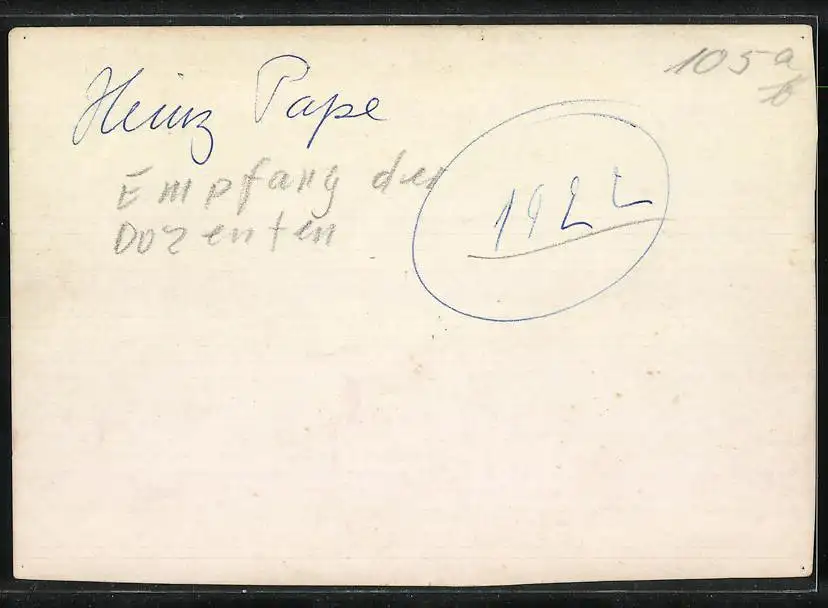 105a
b
Heinz Pape
Empfang der
Dozenten
1922